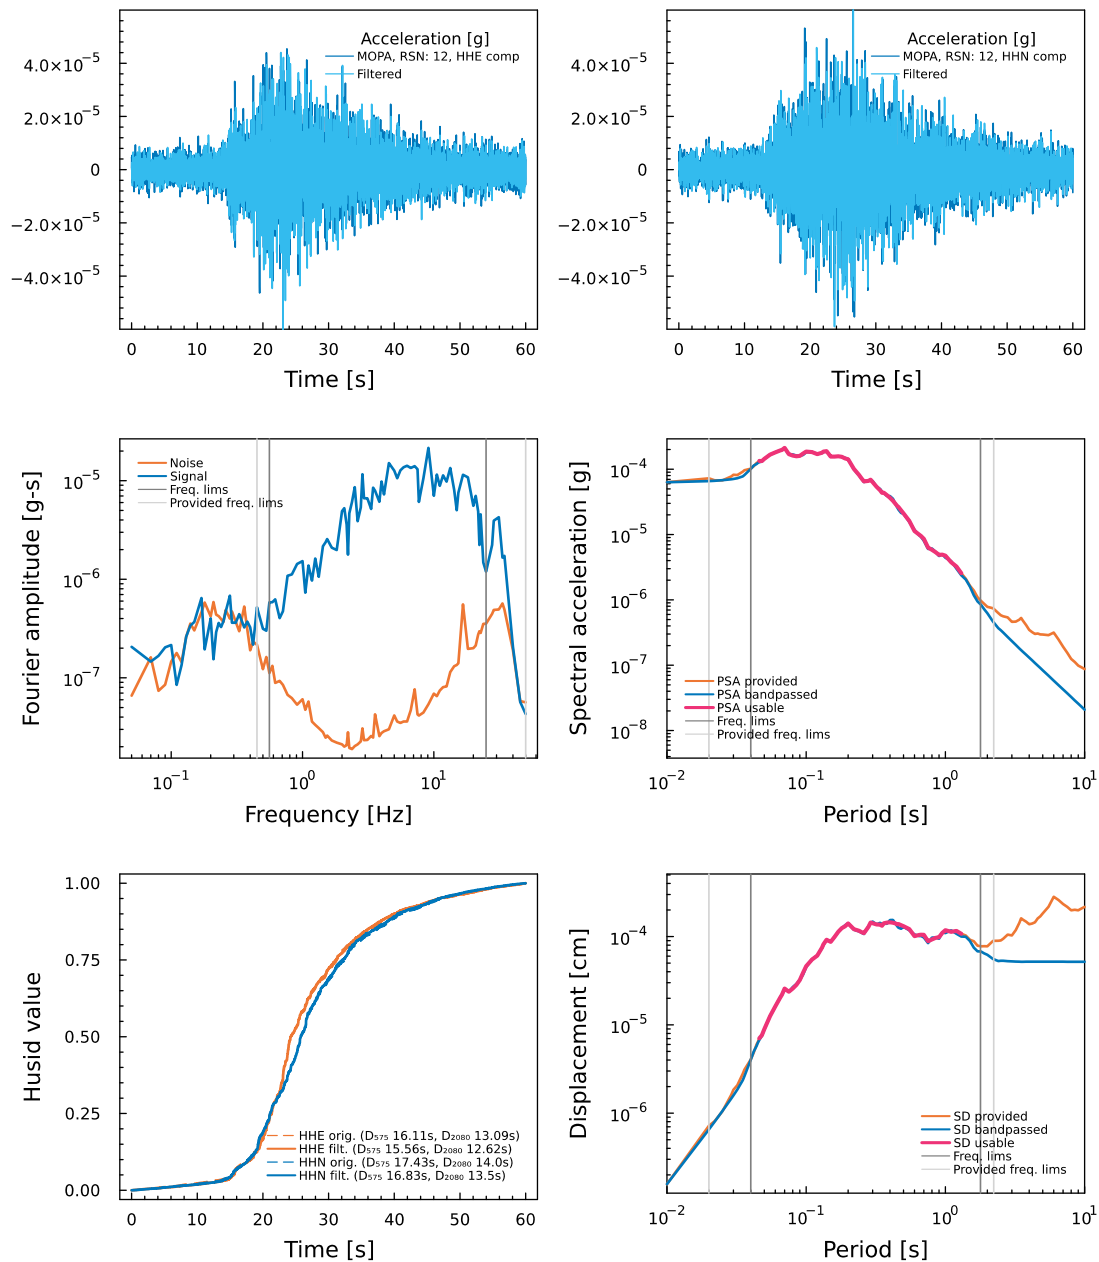 Acceleration [g]
MOPA, RSN: 12, HHE comp
Filtered
4.0×10⁻⁵
2.0×10⁻⁵
0
−2.0×10⁻⁵
−4.0×10⁻⁵
0 10 20 30 40 50 60
Time [s]
Acceleration [g]
MOPA, RSN: 12, HHN comp
Filtered
4.0×10⁻⁵
2.0×10⁻⁵
0
−2.0×10⁻⁵
−4.0×10⁻⁵
0 10 20 30 40 50 60
Time [s]
Fourier amplitude [g-s]
Noise
Signal
Freq. lims
Provided freq. lims
10⁻⁵
10⁻⁶
10⁻⁷
10⁻¹ 10⁰ 10¹
Frequency [Hz]
Spectral acceleration [g]
10⁻⁴
10⁻⁵
10⁻⁶
10⁻⁷
10⁻⁸
PSA provided
PSA bandpassed
PSA usable
Freq. lims
Provided freq. lims
10⁻² 10⁻¹ 10⁰ 10¹
Period [s]
Husid value
1.00
0.75
0.50
0.25
0.00
HHE orig. (D₅₇₅ 16.11s, D₂₀₈₀ 13.09s)
HHE filt. (D₅₇₅ 15.56s, D₂₀₈₀ 12.62s)
HHN orig. (D₅₇₅ 17.43s, D₂₀₈₀ 14.0s)
HHN filt. (D₅₇₅ 16.83s, D₂₀₈₀ 13.5s)
0 10 20 30 40 50 60
Time [s]
Displacement [cm]
10⁻⁴
10⁻⁵
10⁻⁶
SD provided
SD bandpassed
SD usable
Freq. lims
Provided freq. lims
10⁻² 10⁻¹ 10⁰ 10¹
Period [s]